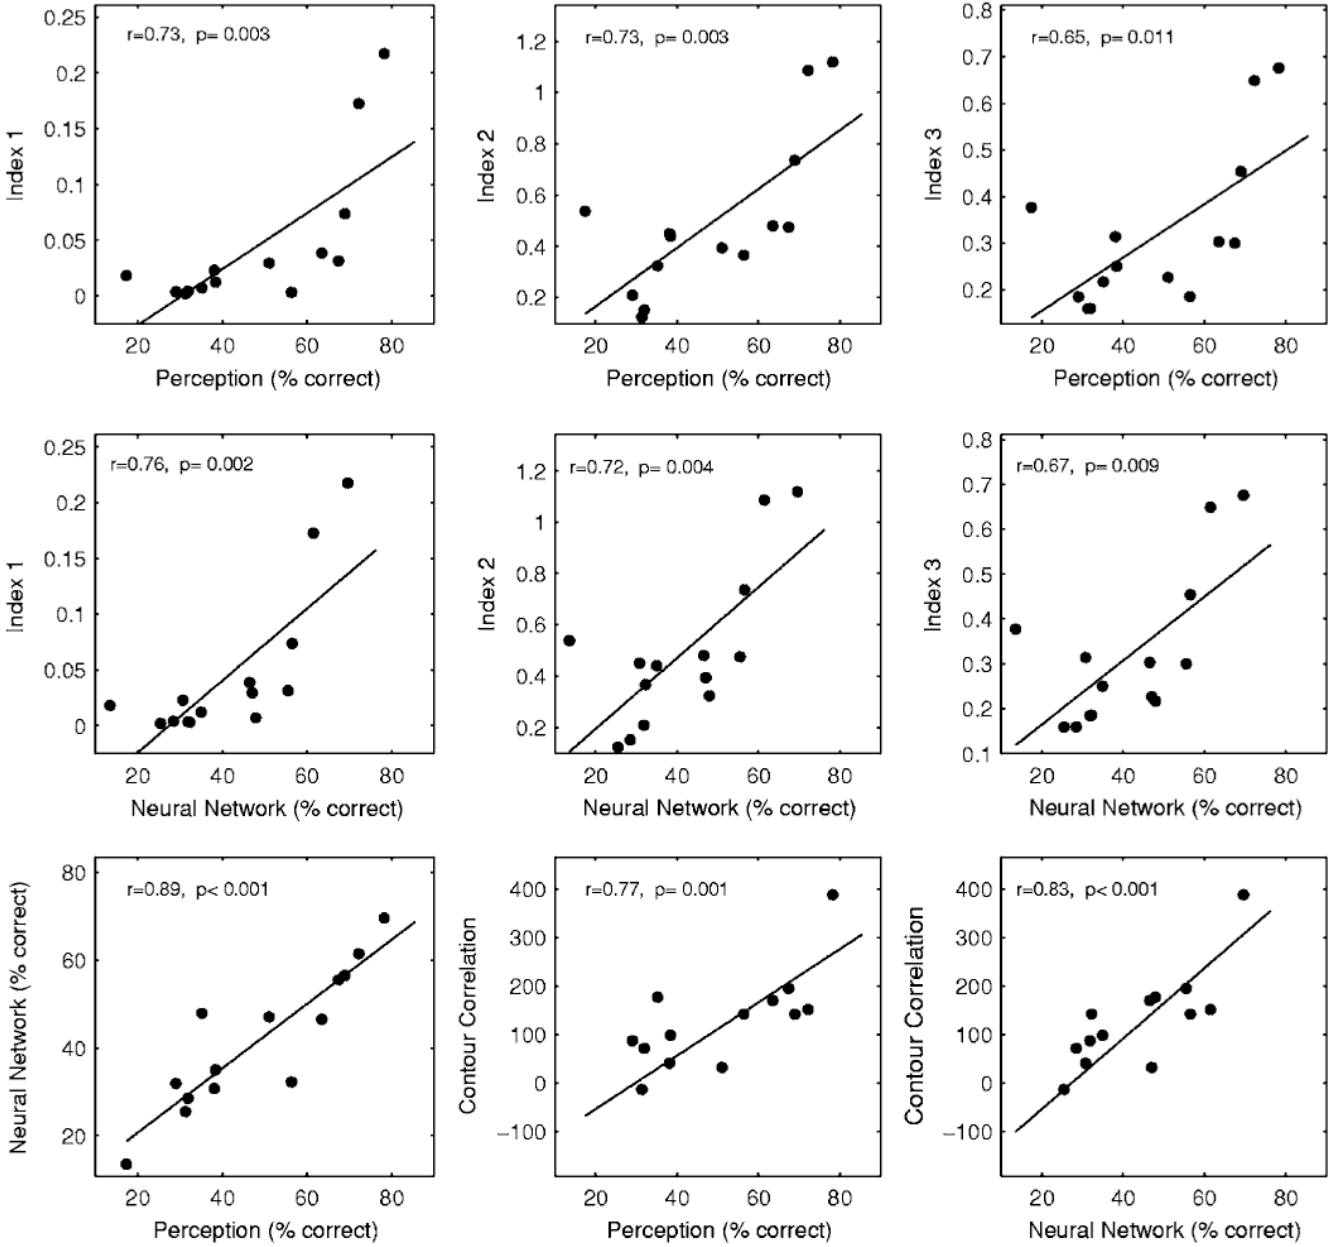 r=0.73, p= 0.003
0.25
0.2
0.15
0.1
0.05
0
Index 1
20 40 60 80
Perception (% correct)
r=0.73, p= 0.003
1.2
1
0.8
0.6
0.4
0.2
Index 2
20 40 60 80
Perception (% correct)
r=0.65, p= 0.011
0.8
0.7
0.6
0.5
0.4
0.3
0.2
Index 3
20 40 60 80
Perception (% correct)
r=0.76, p= 0.002
0.25
0.2
0.15
0.1
0.05
0
Index 1
20 40 60 80
Neural Network (% correct)
r=0.72, p= 0.004
1.2
1
0.8
0.6
0.4
0.2
Index 2
20 40 60 80
Neural Network (% correct)
r=0.67, p= 0.009
0.8
0.7
0.6
0.5
0.4
0.3
0.2
0.1
Index 3
20 40 60 80
Neural Network (% correct)
r=0.89, p< 0.001
80
60
40
20
Neural Network (% correct)
20 40 60 80
Perception (% correct)
r=0.77, p= 0.001
400
300
200
100
0
−100
Contour Correlation
20 40 60 80
Perception (% correct)
r=0.83, p< 0.001
400
300
200
100
0
−100
Contour Correlation
20 40 60 80
Neural Network (% correct)